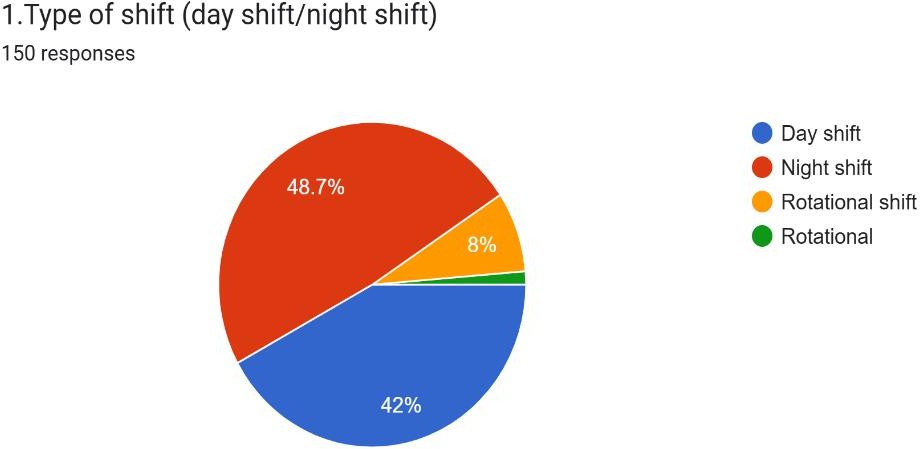 1.Type of shift (day shift/night shift)
150 responses
Day shift
48.7%
Night shift
Rotational shift
8%
Rotational
42%